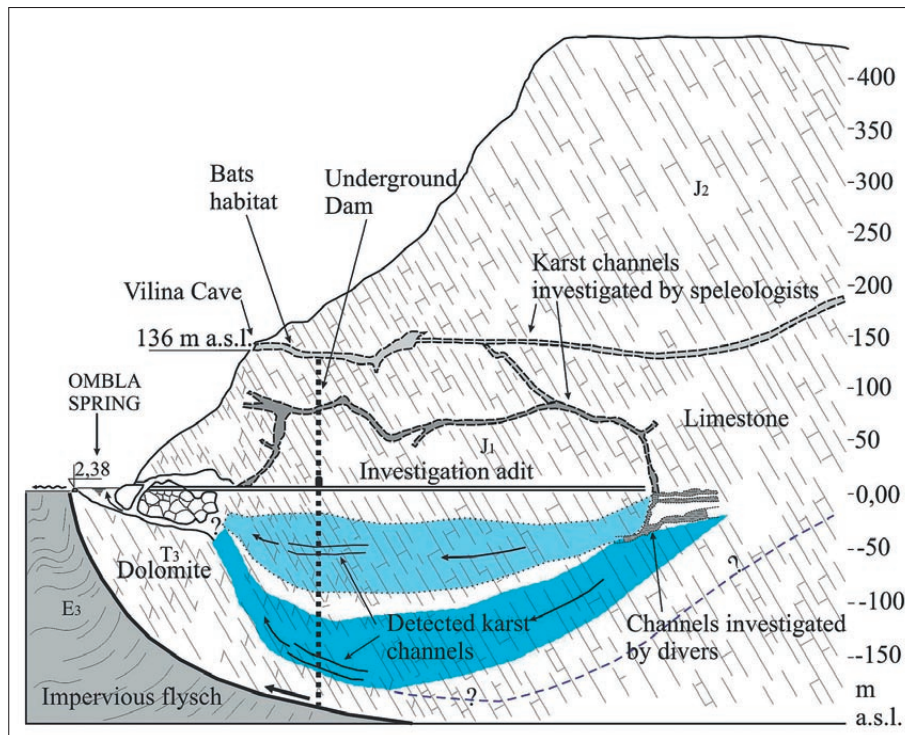 -400
-350
J2
-300
-250
-200
-150
-100
-50
-0,00
--50
--100
--150
m
a.s.l.
Bats
habitat
Underground
Dam
Karst channels
investigated by speleologists
Vilina Cave
136 m a.s.l.
OMBLA
SPRING
2,38
Limestone
J1
Investigation adit
?
T3
Dolomite
?
E3
Detected karst
channels
Channels investigated
by divers
?
Impervious flysch